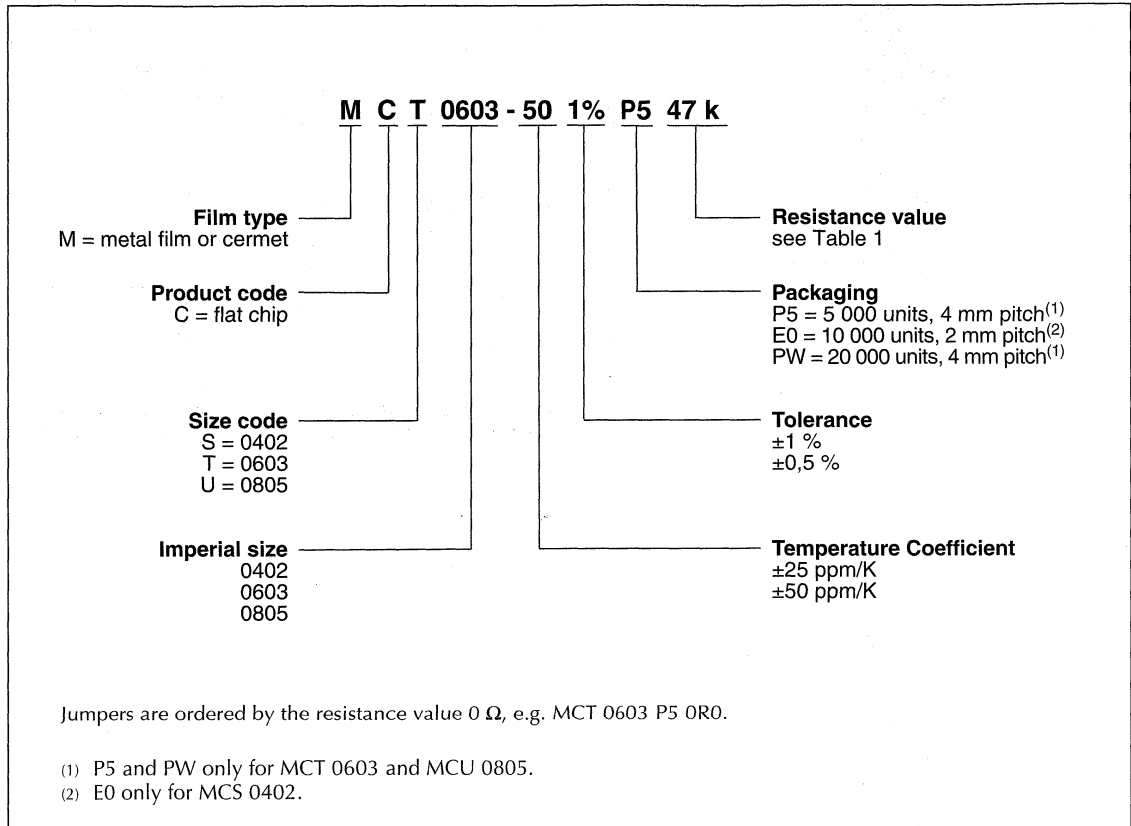 M C T 0603 - 50 1% P5 47 k
Film type
M = metal film or cermet
Product code
C = flat chip
Size code
S = 0402
T = 0603
U = 0805
Imperial size
0402
0603
0805
Resistance value
see Table 1
Packaging
P5 = 5 000 units, 4 mm pitch(1)
E0 = 10 000 units, 2 mm pitch(2)
PW = 20 000 units, 4 mm pitch(1)
Tolerance
±1 %
±0,5 %
Temperature Coefficient
±25 ppm/K
±50 ppm/K
Jumpers are ordered by the resistance value 0 Ω, e.g. MCT 0603 P5 0R0.
(1) P5 and PW only for MCT 0603 and MCU 0805.
(2) E0 only for MCS 0402.